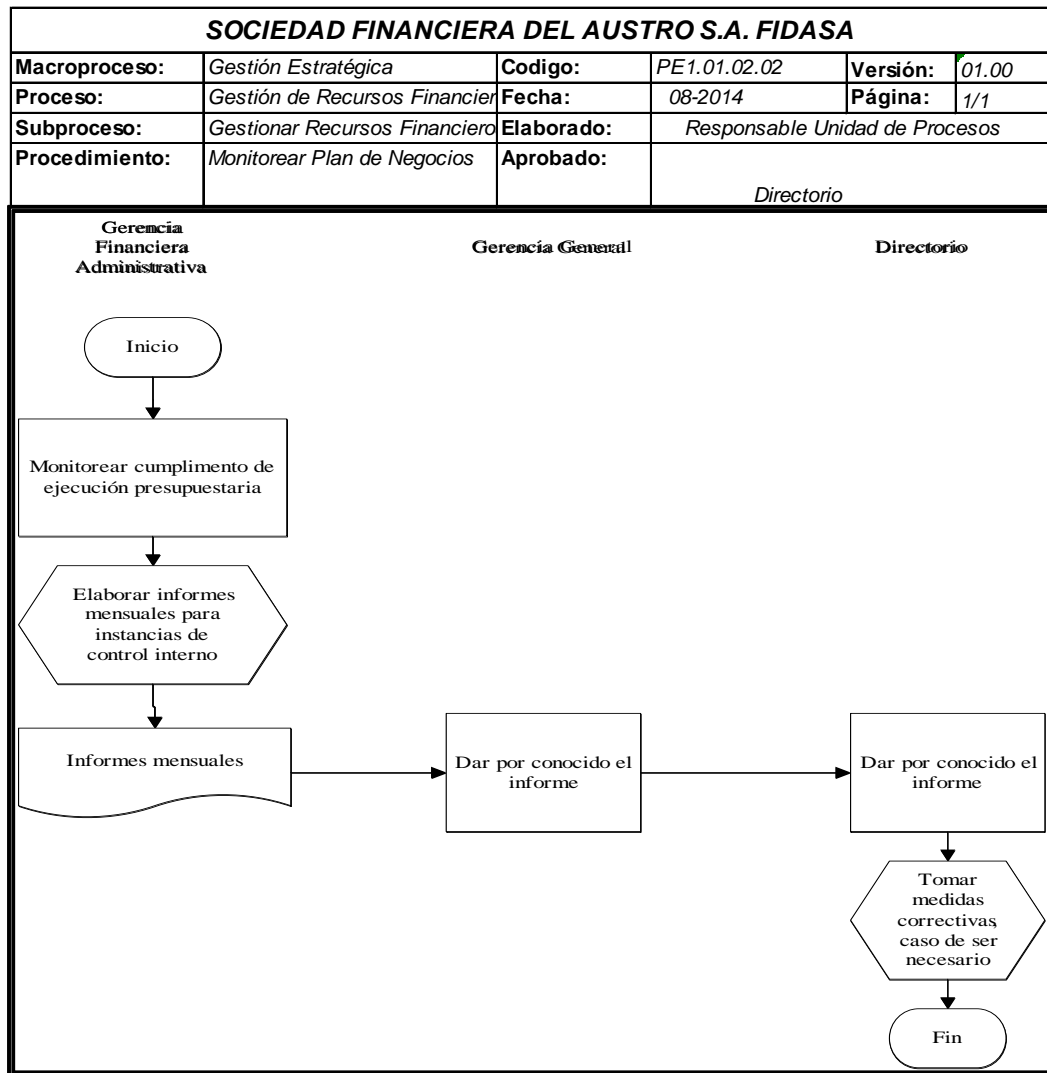 SOCIEDAD FINANCIERA DEL AUSTRO S.A. FIDASA
Macroproceso: Gestión Estratégica Codigo: PE1.01.02.02 Versión: 01.00
Proceso: Gestión de Recursos Financier Fecha: 08-2014 Página: 1/1
Subproceso: Gestionar Recursos Financiero Elaborado: Responsable Unidad de Procesos
Procedimiento: Monitorear Plan de Negocios Aprobado:
Directorio
Gerencia
Financiera
Administrativa
Gerencia General
Directorio
Inicio
Monitorear cumplimento de
ejecución presupuestaria
Elaborar informes
mensuales para
instancias de
control interno
Informes mensuales
Dar por conocido el
informe
Dar por conocido el
informe
Tomar
medidas
correctivas,
caso de ser
necesario
Fin